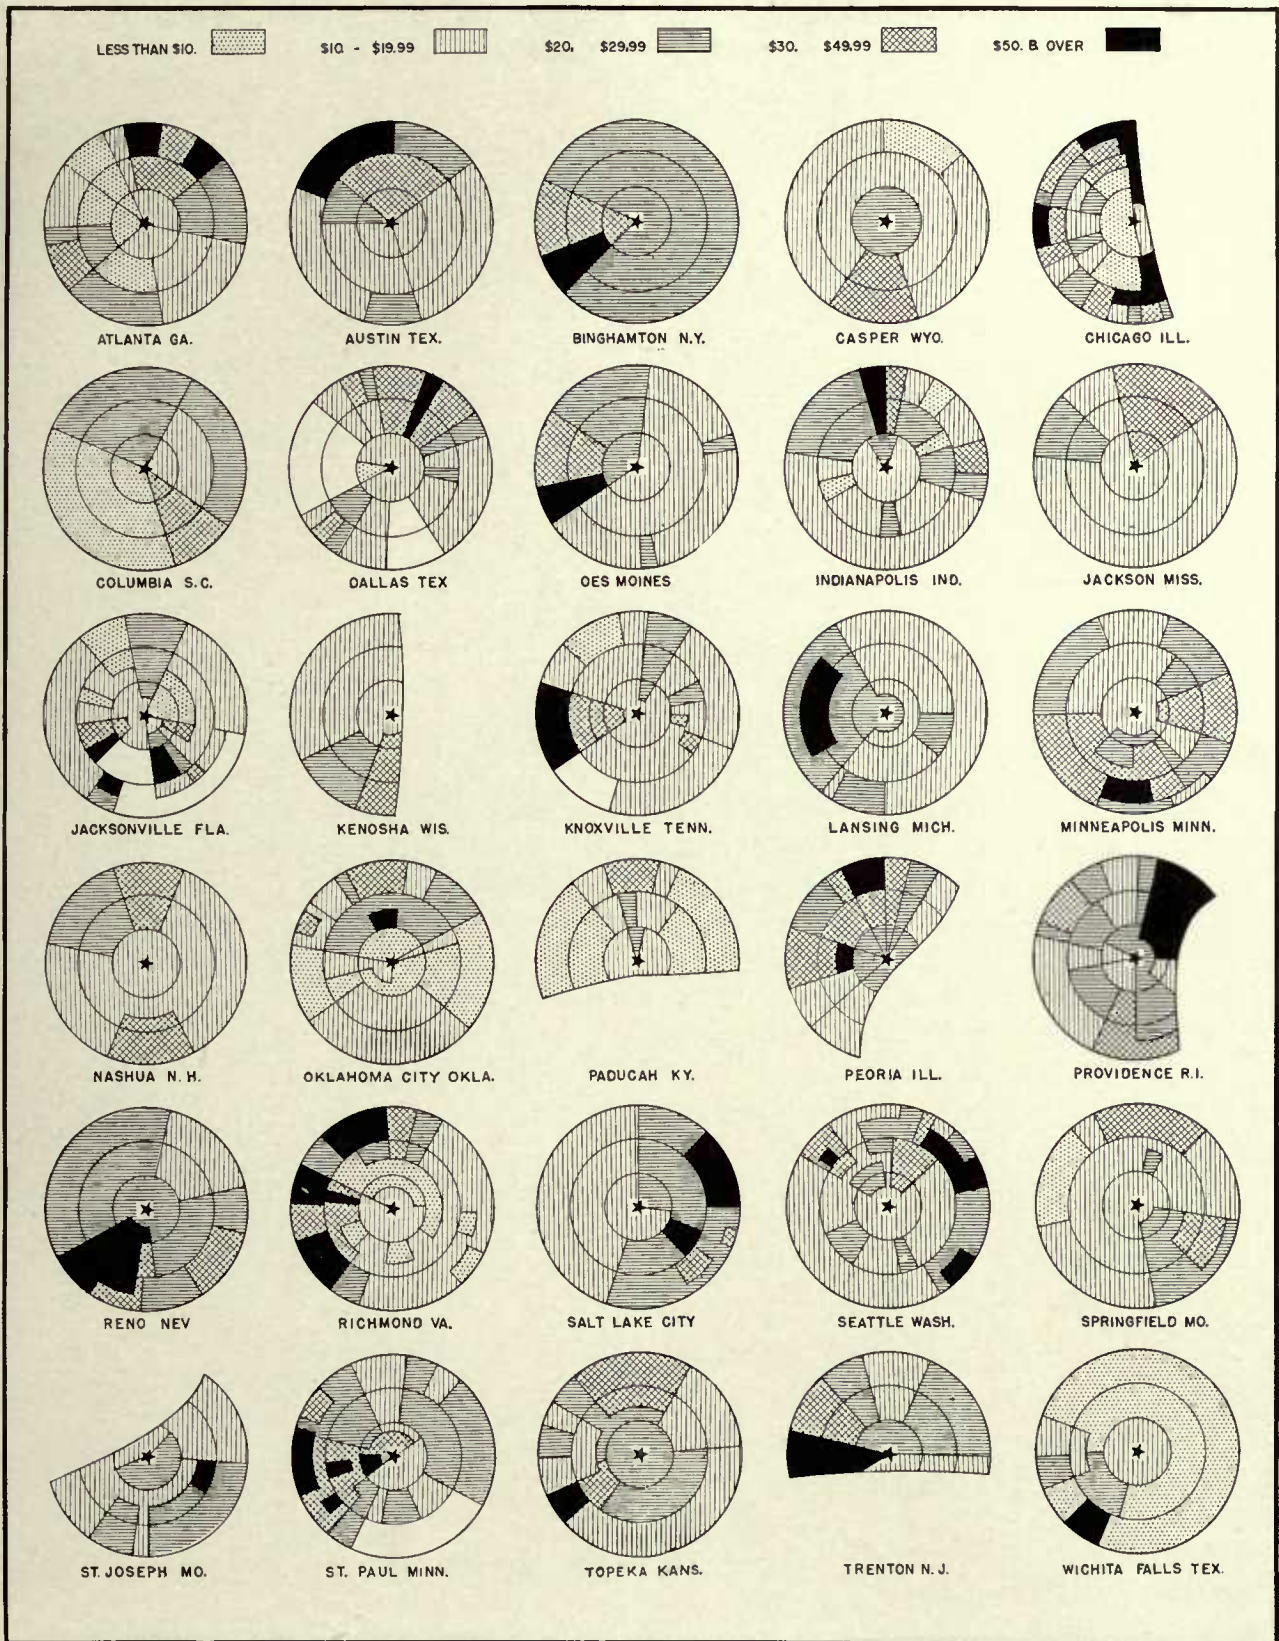 LESS THAN $10. $10 - $19.99 $20. $29.99 $30. $49.99 $50. & OVER
ATLANTA GA. AUSTIN TEX. BINGHAMTON N.Y. CASPER WYO. CHICAGO ILL.
COLUMBIA S.C. DALLAS TEX DES MOINES INDIANAPOLIS IND. JACKSON MISS.
JACKSONVILLE FLA. KENOSHA WIS. KNOXVILLE TENN. LANSING MICH. MINNEAPOLIS MINN.
NASHUA N.H. OKLAHOMA CITY OKLA. PADUCAH KY. PEORIA ILL. PROVIDENCE R.I.
RENO NEV RICHMOND VA. SALT LAKE CITY SEATTLE WASH. SPRINGFIELD MO.
ST. JOSEPH MO. ST. PAUL MINN. TOPEKA KANS. TRENTON N.J. WICHITA FALLS TEX.